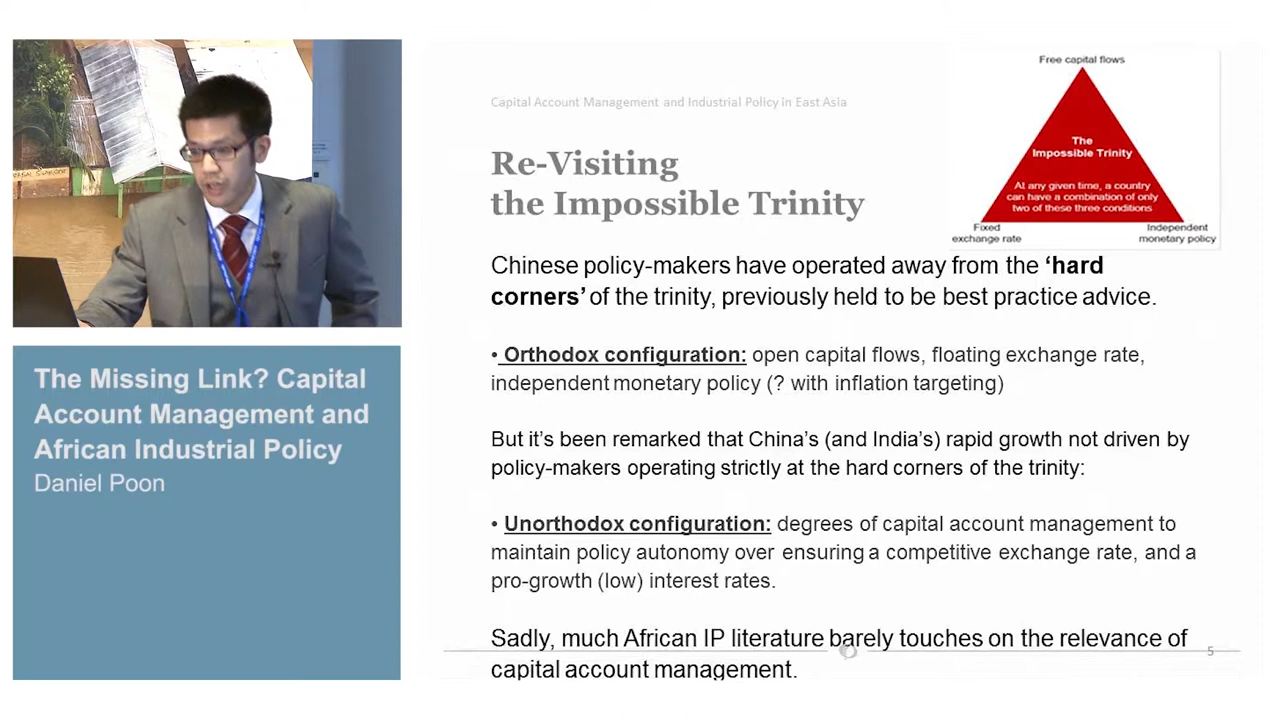 Capital Account Management and Industrial Policy in East Asia
Re-Visiting
the Impossible Trinity
Free capital flows
The
Impossible Trinity
At any given time, a country
can have a combination of only
two of these three conditions
Fixed
exchange rate
Independent
monetary policy
Chinese policy-makers have operated away from the ‘hard
corners’ of the trinity, previously held to be best practice advice.
• Orthodox configuration: open capital flows, floating exchange rate,
independent monetary policy (? with inflation targeting)
But it’s been remarked that China’s (and India’s) rapid growth not driven by
policy-makers operating strictly at the hard corners of the trinity:
• Unorthodox configuration: degrees of capital account management to
maintain policy autonomy over ensuring a competitive exchange rate, and a
pro-growth (low) interest rates.
Sadly, much African IP literature barely touches on the relevance of
capital account management.
5
The Missing Link? Capital
Account Management and
African Industrial Policy
Daniel Poon